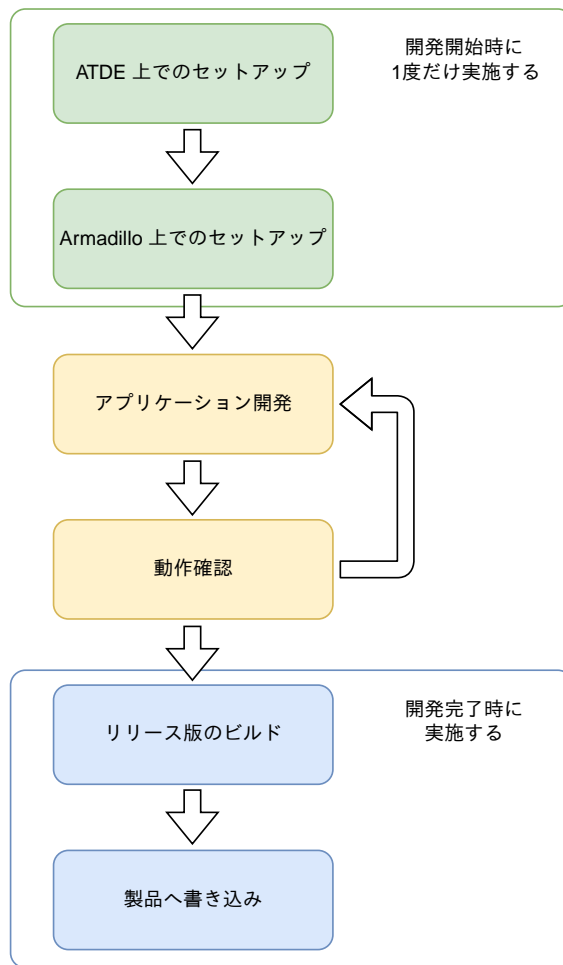 ATDE 上でのセットアップ
開発開始時に
1度だけ実施する
Armadillo 上でのセットアップ
アプリケーション開発
動作確認
リリース版のビルド
開発完了時に
実施する
製品へ書き込み